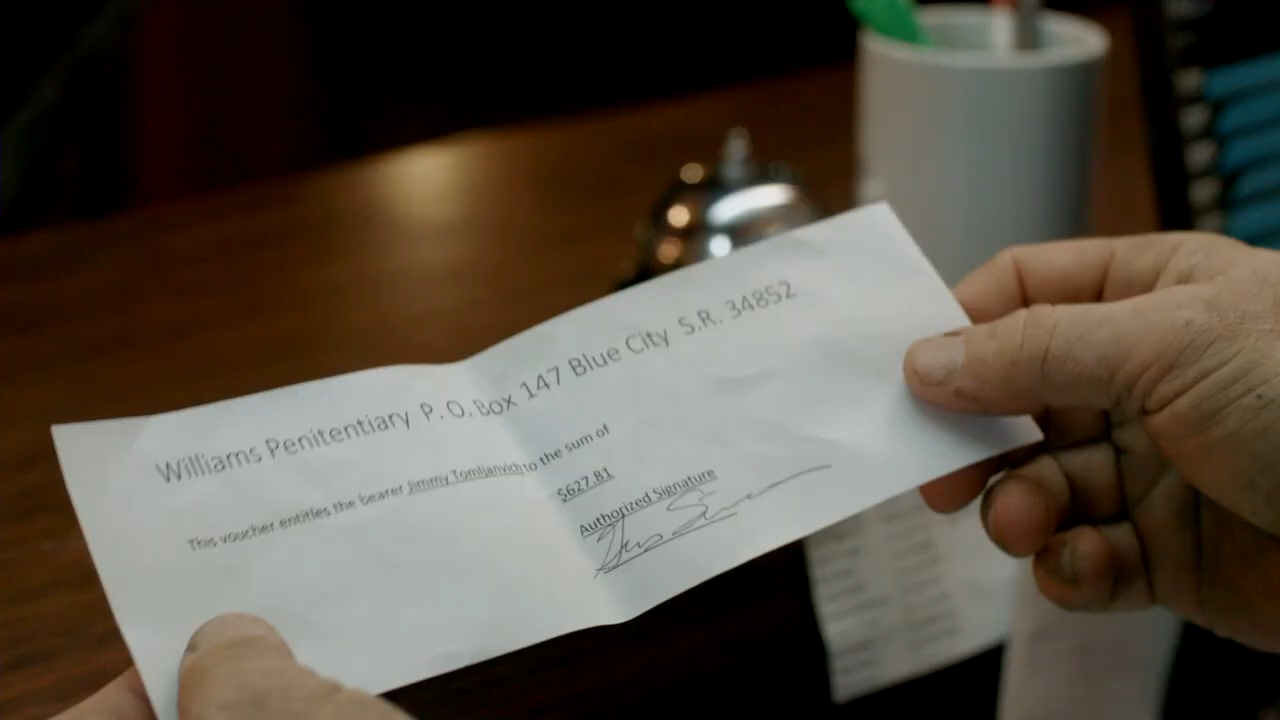 Williams Penitentiary P.O.Box 147 Blue City S.R. 34852
This voucher entitles the bearer Jimmy Tomljanvich to the sum of
$627.81
Authorized Signature